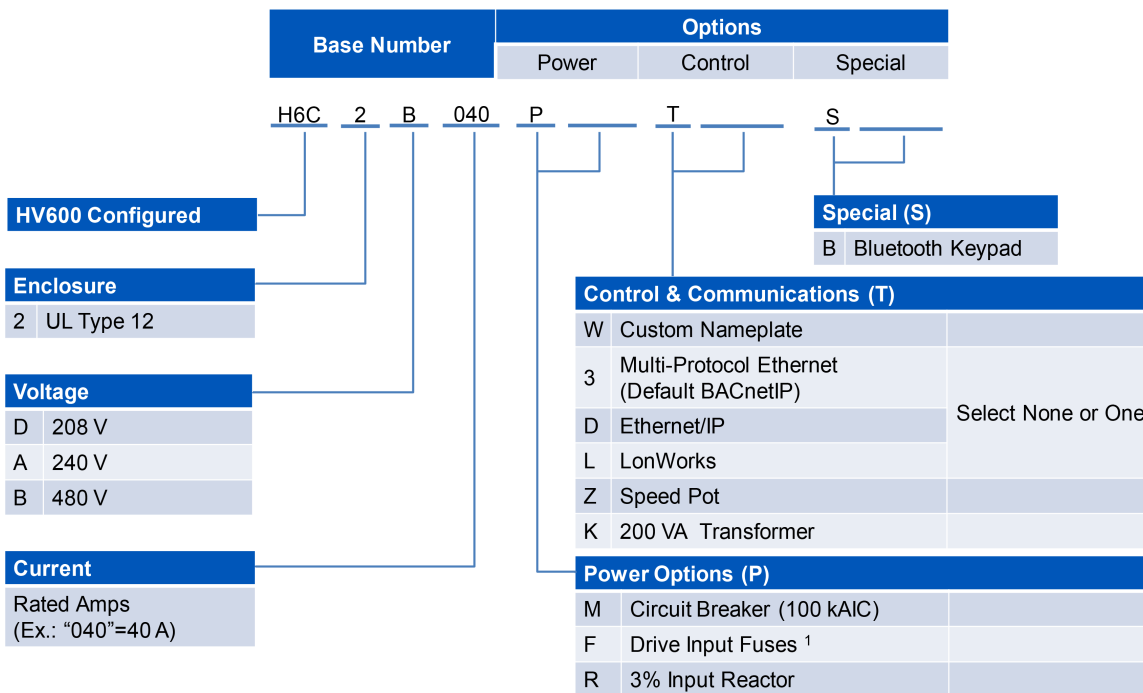 Base Number
Options
Power Control Special
H6C 2 B 040 P T S
HV600 Configured
Enclosure
2 UL Type 12
Voltage
D 208 V
A 240 V
B 480 V
Current
Rated Amps
(Ex.: “040”=40 A)
Special (S)
B Bluetooth Keypad
Control & Communications (T)
W Custom Nameplate
3 Multi-Protocol Ethernet
(Default BACnetIP)
D Ethernet/IP
L LonWorks
Select None or One
Z Speed Pot
K 200 VA Transformer
Power Options (P)
M Circuit Breaker (100 kAIC)
F Drive Input Fuses 1
R 3% Input Reactor